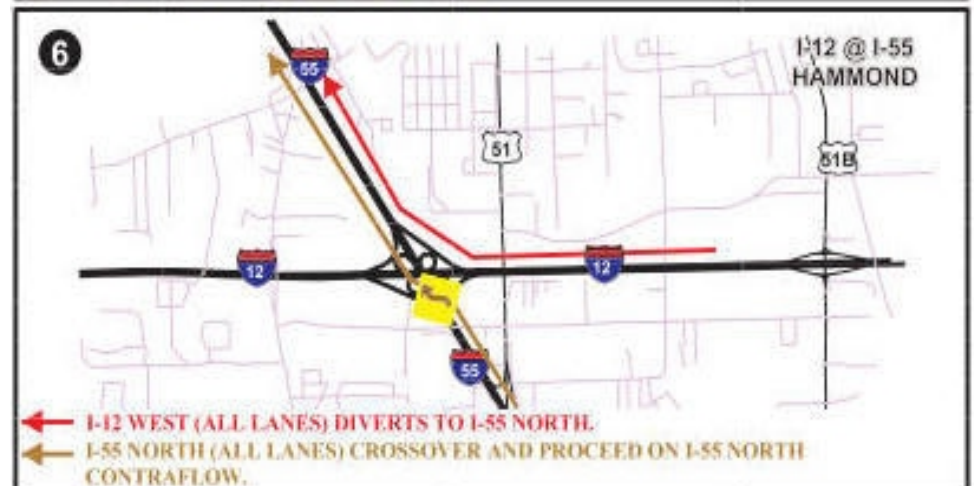 6
I-12 @ I-55
HAMMOND
55
51
51B
12
12
55
I-12 WEST (ALL LANES) DIVERTS TO I-55 NORTH.
I-55 NORTH (ALL LANES) CROSSOVER AND PROCEED ON I-55 NORTH
CONTRAFLOW.